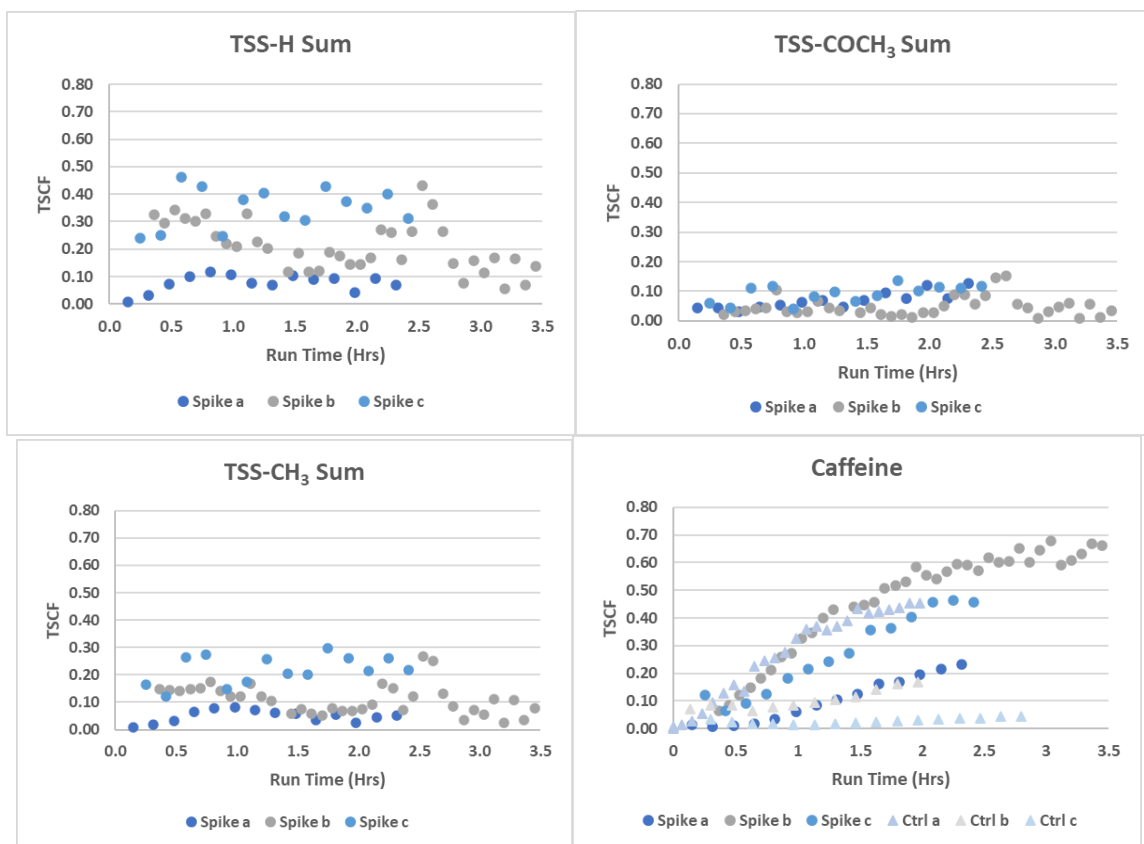 TSS-H Sum
0.80
0.70
0.60
0.50
0.40
0.30
0.20
0.10
0.00
TSCF
0.0 0.5 1.0 1.5 2.0 2.5 3.0 3.5
Run Time (Hrs)
Spike a Spike b Spike c
TSS-COCH₃ Sum
0.80
0.70
0.60
0.50
0.40
0.30
0.20
0.10
0.00
TSCF
0.0 0.5 1.0 1.5 2.0 2.5 3.0 3.5
Run Time (Hrs)
Spike a Spike b Spike c
TSS-CH₃ Sum
0.80
0.70
0.60
0.50
0.40
0.30
0.20
0.10
0.00
TSCF
0.0 0.5 1.0 1.5 2.0 2.5 3.0 3.5
Run Time (Hrs)
Spike a Spike b Spike c
Caffeine
0.80
0.70
0.60
0.50
0.40
0.30
0.20
0.10
0.00
TSCF
0 0.5 1 1.5 2 2.5 3 3.5
Run Time (Hrs)
Spike a Spike b Spike c Ctrl a Ctrl b Ctrl c